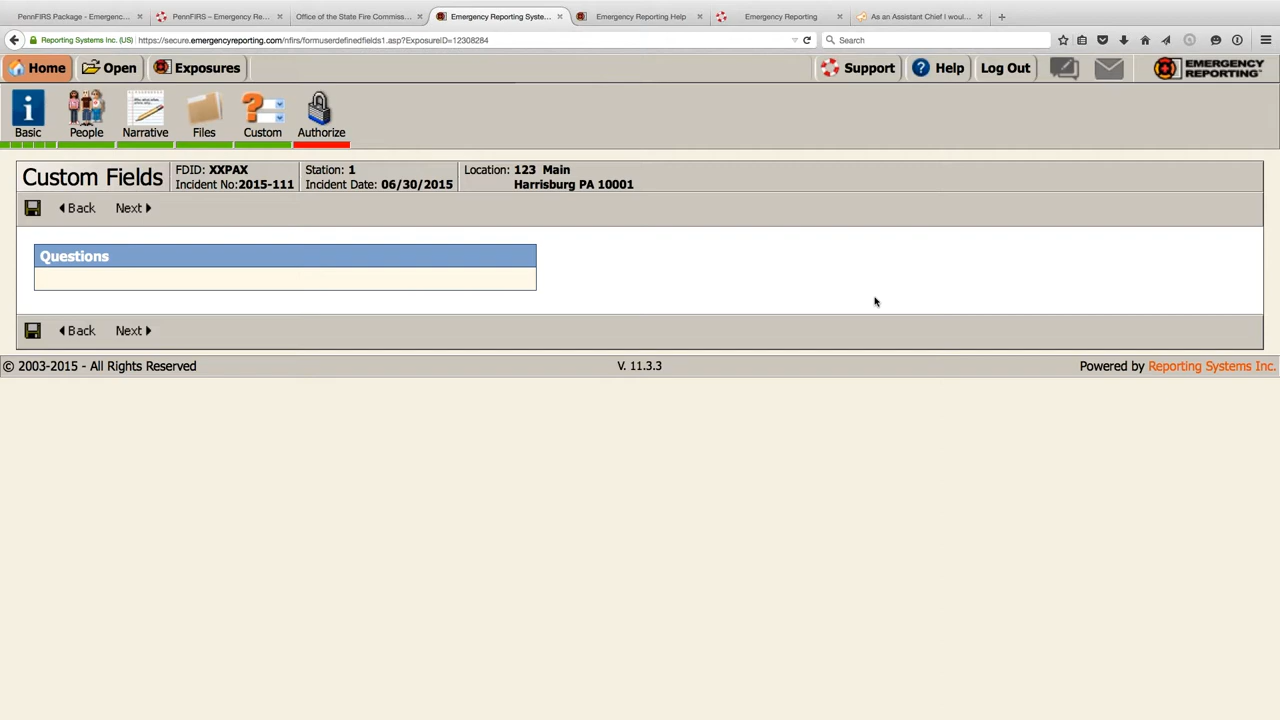 PennFIRS Package - Emergenc... PennFIRS – Emergency Re... Office of the State Fire Commiss... Emergency Reporting Syste... Emergency Reporting Help Emergency Reporting As an Assistant Chief I woul...
Reporting Systems Inc. (US) https://secure.emergencyreporting.com/nfirs/formuserdefinedfields1.asp?ExposureID=12308284 Search
Home Open Exposures Support Help Log Out EMERGENCY REPORTING
Basic People Narrative Files Custom Authorize
Custom Fields
FDID: XXPAX
Incident No:2015-111
Station: 1
Incident Date: 06/30/2015
Location: 123 Main
Harrisburg PA 10001
Back Next
Questions
Back Next
© 2003-2015 - All Rights Reserved V. 11.3.3 Powered by Reporting Systems Inc.